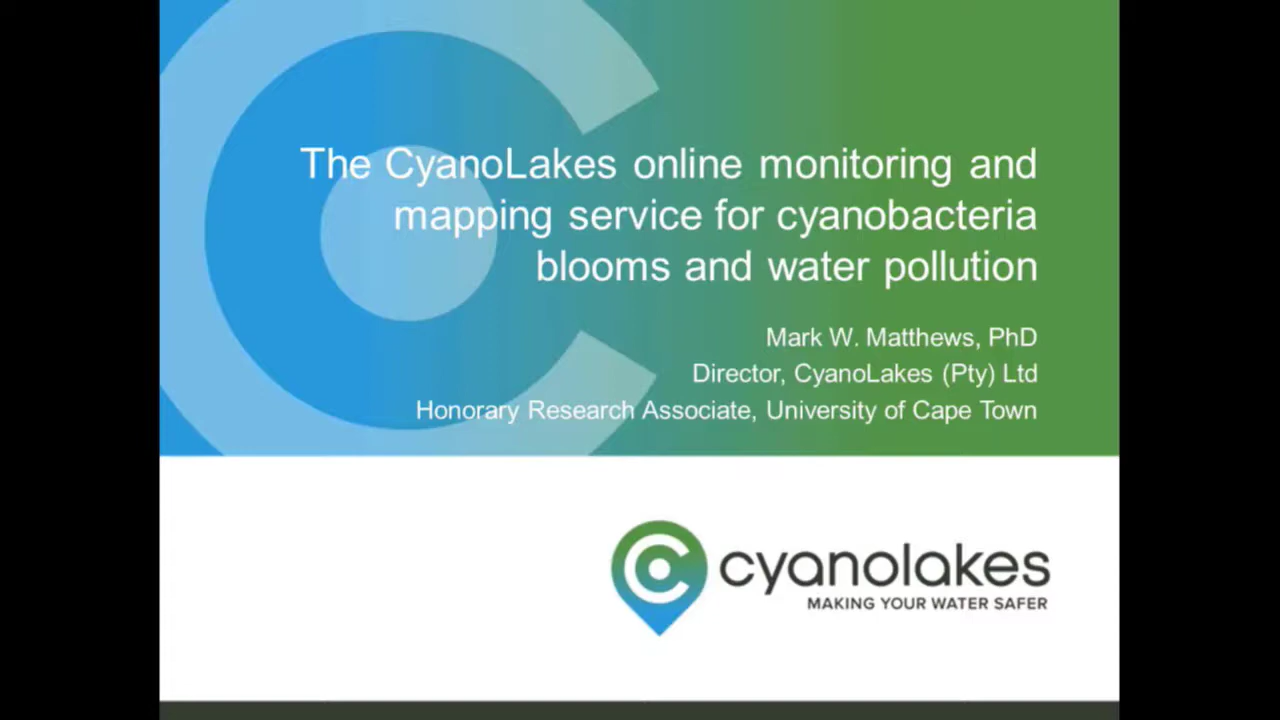 The CyanoLakes online monitoring and
mapping service for cyanobacteria
blooms and water pollution
Mark W. Matthews, PhD
Director, CyanoLakes (Pty) Ltd
Honorary Research Associate, University of Cape Town
cyanolakes
MAKING YOUR WATER SAFER